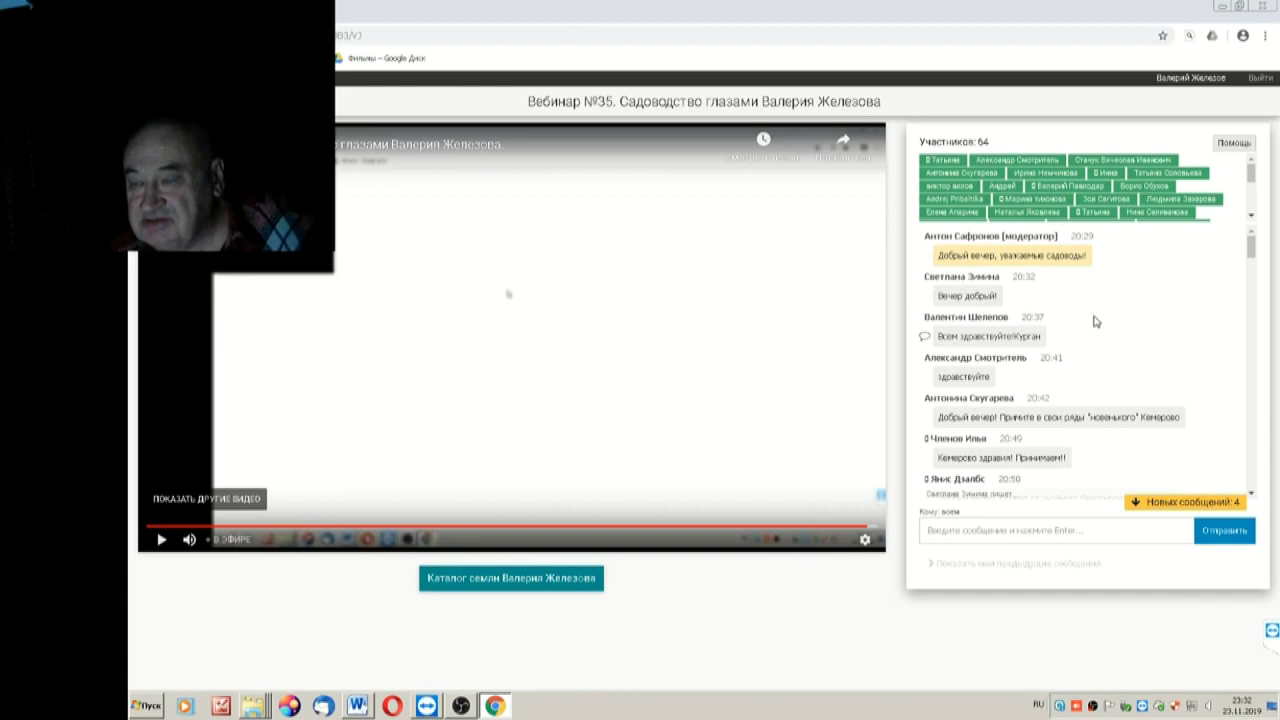 Фильмы – Google Диск
Валерий Железов Выйти
Вебинар №35. Садоводство глазами Валерия Железова
глазами Валерия Железова.
Участников: 64
Помощь
Татьяна Александр Смотритель Стачук Вячеслав Иванович
Антонина Скугарева Ирина Немчинова Инна Татьяна Соловьева
виктор вялов Андрей Валерий Павлодар Борис Обухов
Andrej Pribaltika Марина тихонова Зоя Сагитова Людмила Захарова
Елена Апарина Наталья Яковлева Татьяна Нина Селиванова
Антон Сафронов [модератор] 20:29
Добрый вечер, уважаемые садоводы!
Светлана Зимина 20:32
Вечер добрый!
Валентин Шелепов 20:37
Всем здравствуйте!Курган
Александр Смотритель 20:41
здравствуйте
Антонина Скугарева 20:42
Добрый вечер! Примите в свои ряды "новенького" Кемерово
Членов Илья 20:49
Кемерово здравия! Принимаем!!
Янис Дзалбс 20:50
Светлана Зимина пишет
Новых сообщений: 4
Кому: всем
Введите сообщение и нажмите Enter...
Отправить
Показать мои предыдущие сообщения
ПОКАЗАТЬ ДРУГИЕ ВИДЕО
В ЭФИРЕ
Каталог семян Валерия Железова
Пуск
RU
23:32
23.11.2019